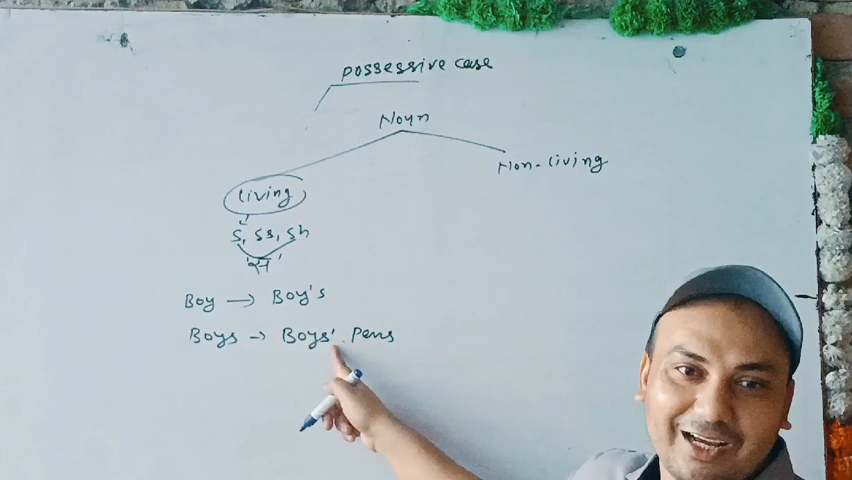 possessive case
Noun
living
Non-living
s, ss, sh
'स'
Boy → Boy's
Boys → Boys' Pens